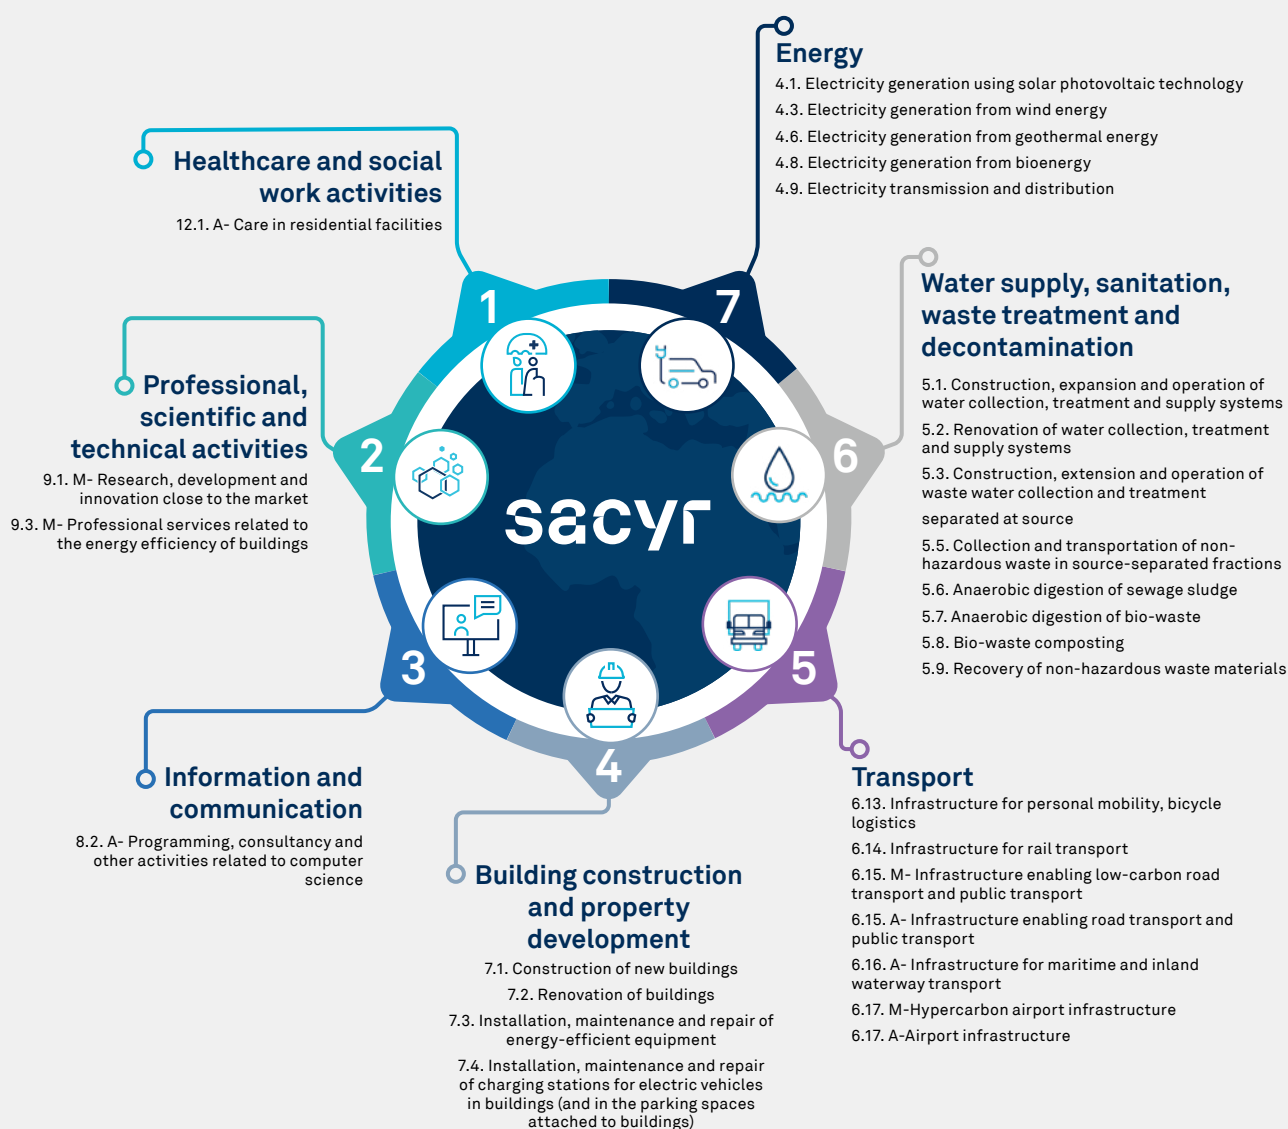 Energy
4.1. Electricity generation using solar photovoltaic technology
4.3. Electricity generation from wind energy
4.6. Electricity generation from geothermal energy
4.8. Electricity generation from bioenergy
4.9. Electricity transmission and distribution
Healthcare and social
work activities
12.1. A- Care in residential facilities
Water supply, sanitation,
waste treatment and
decontamination
5.1. Construction, expansion and operation of
water collection, treatment and supply systems
5.2. Renovation of water collection, treatment
and supply systems
5.3. Construction, extension and operation of
waste water collection and treatment
separated at source
5.5. Collection and transportation of non-
hazardous waste in source-separated fractions
5.6. Anaerobic digestion of sewage sludge
5.7. Anaerobic digestion of bio-waste
5.8. Bio-waste composting
5.9. Recovery of non-hazardous waste materials
Professional,
scientific and
technical activities
9.1. M- Research, development and
innovation close to the market
9.3. M- Professional services related to
the energy efficiency of buildings
1
2
3
4
5
6
7
sacyr
Information and
communication
8.2. A- Programming, consultancy and
other activities related to computer
science
Building construction
and property
development
7.1. Construction of new buildings
7.2. Renovation of buildings
7.3. Installation, maintenance and repair of
energy-efficient equipment
7.4. Installation, maintenance and repair
of charging stations for electric vehicles
in buildings (and in the parking spaces
attached to buildings)
Transport
6.13. Infrastructure for personal mobility, bicycle
logistics
6.14. Infrastructure for rail transport
6.15. M- Infrastructure enabling low-carbon road
transport and public transport
6.15. A- Infrastructure enabling road transport and
public transport
6.16. A- Infrastructure for maritime and inland
waterway transport
6.17. M-Hypercarbon airport infrastructure
6.17. A-Airport infrastructure